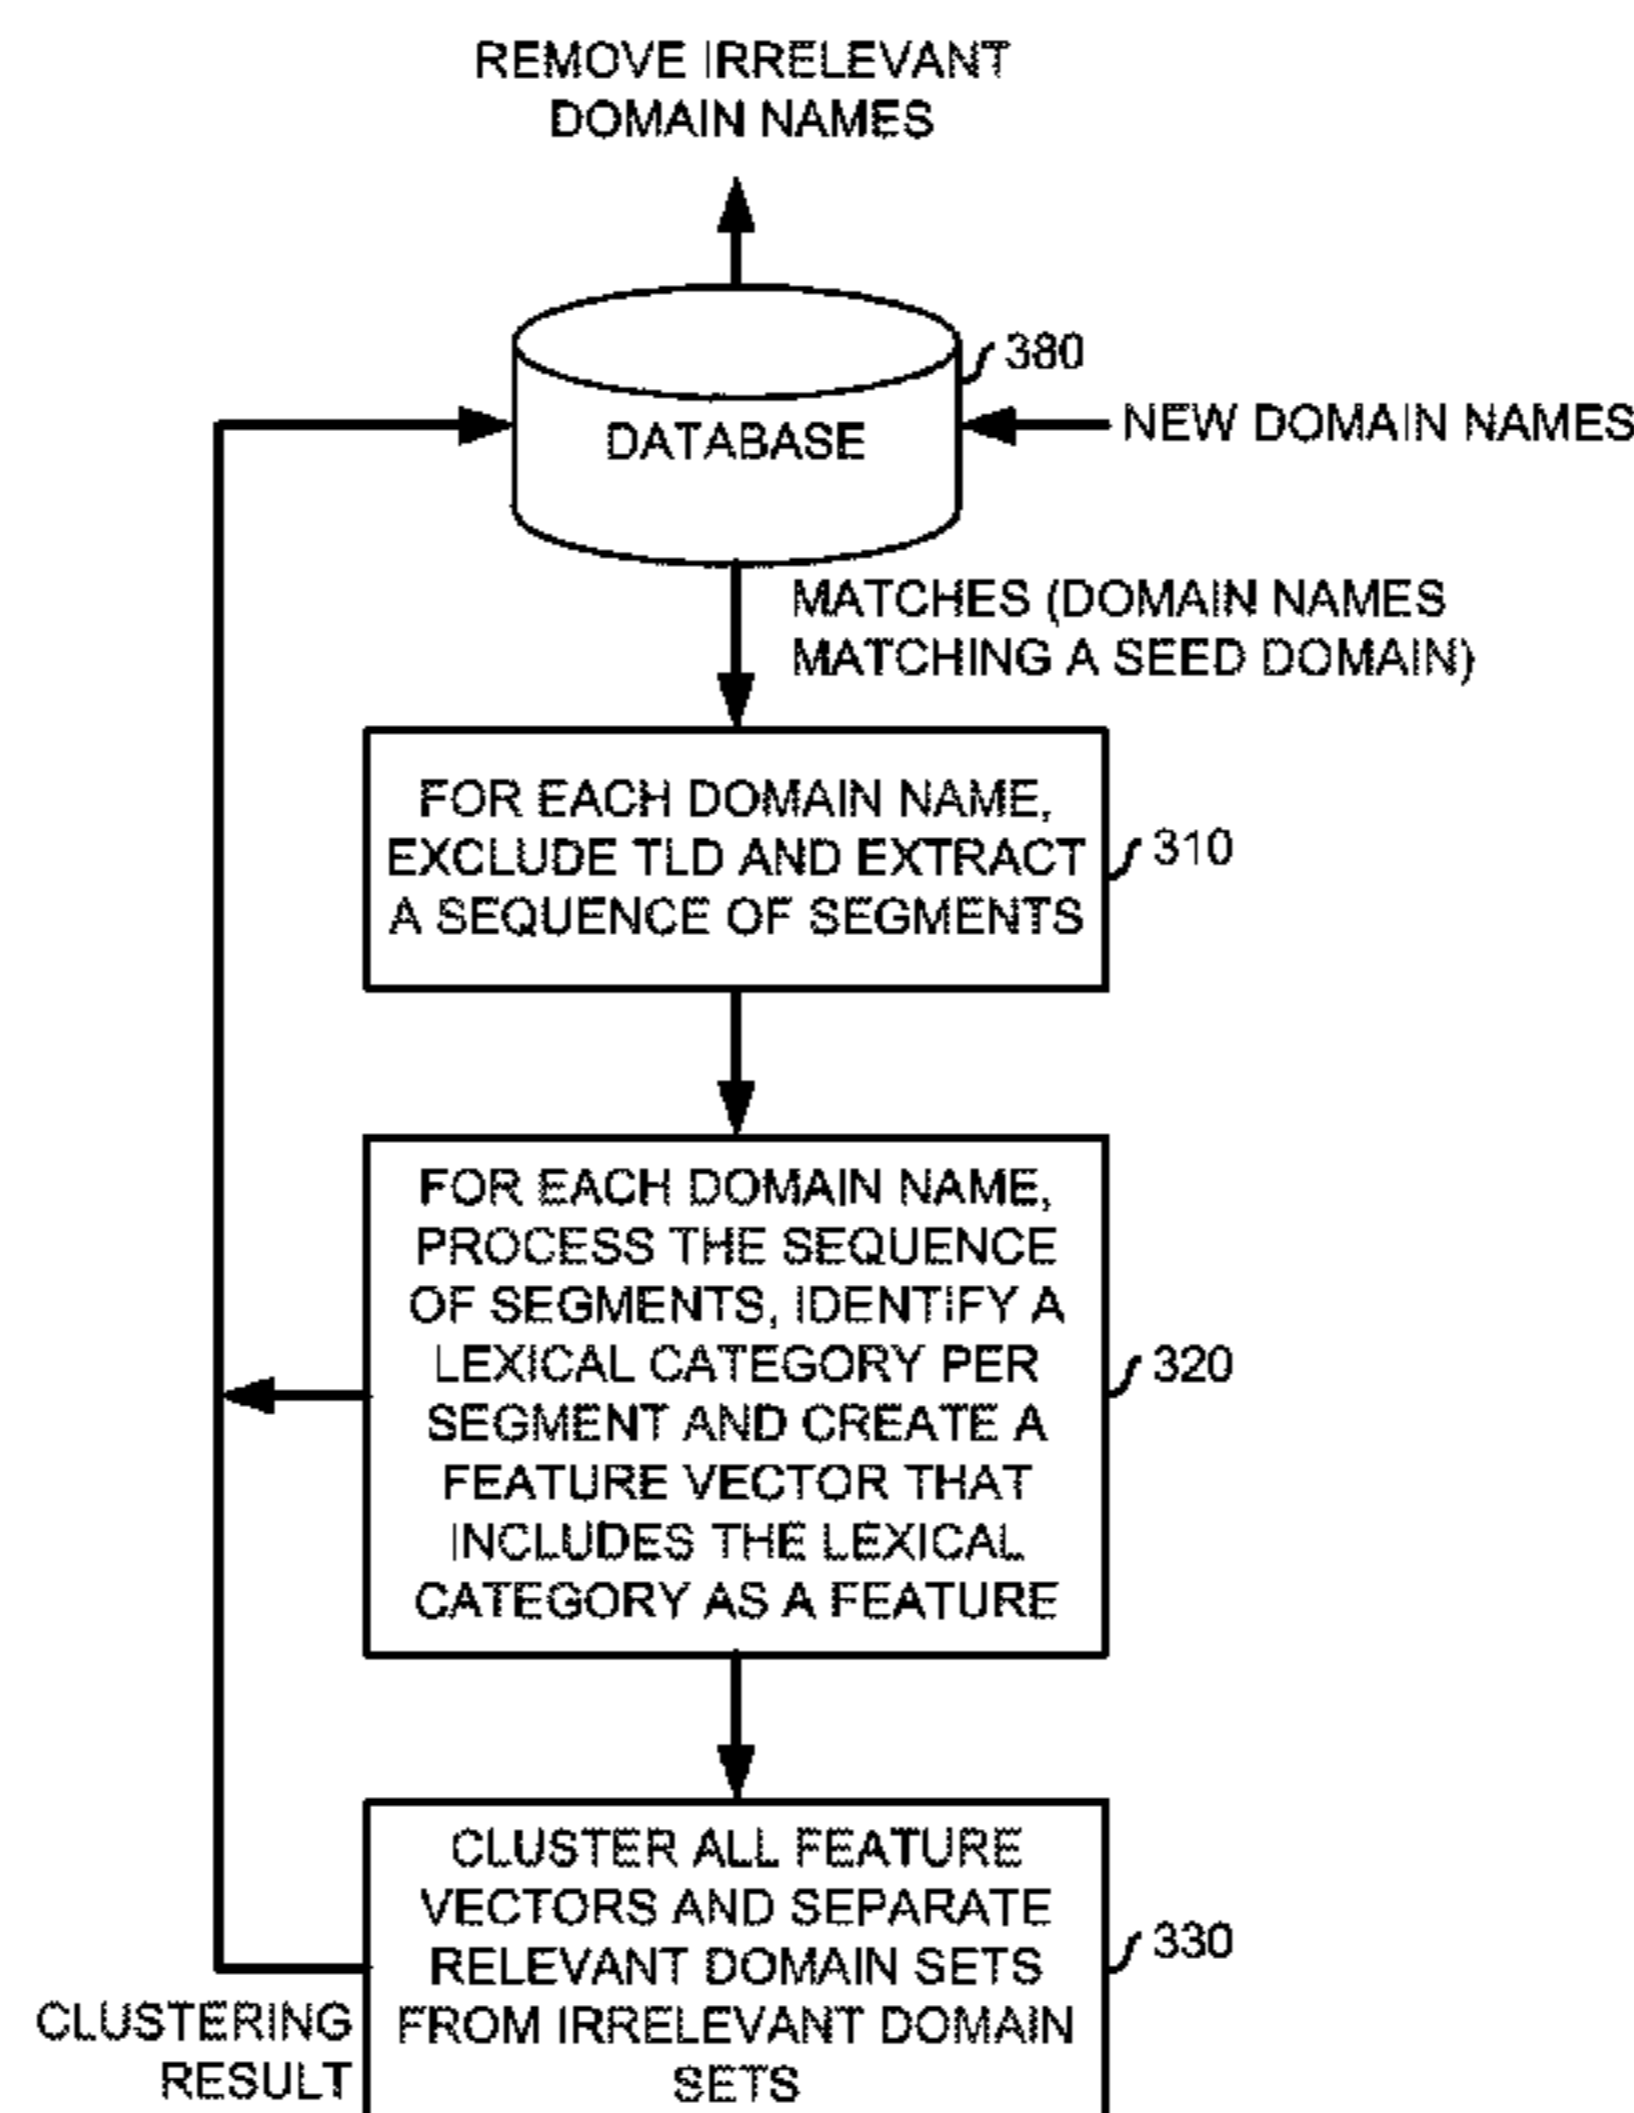 REMOVE IRRELEVANT
DOMAIN NAMES
380
DATABASE
NEW DOMAIN NAMES
MATCHES (DOMAIN NAMES
MATCHING A SEED DOMAIN)
FOR EACH DOMAIN NAME,
EXCLUDE TLD AND EXTRACT
A SEQUENCE OF SEGMENTS
310
FOR EACH DOMAIN NAME,
PROCESS THE SEQUENCE
OF SEGMENTS, IDENTIFY A
LEXICAL CATEGORY PER
SEGMENT AND CREATE A
FEATURE VECTOR THAT
INCLUDES THE LEXICAL
CATEGORY AS A FEATURE
320
CLUSTER ALL FEATURE
VECTORS AND SEPARATE
RELEVANT DOMAIN SETS
FROM IRRELEVANT DOMAIN
SETS
330
CLUSTERING
RESULT